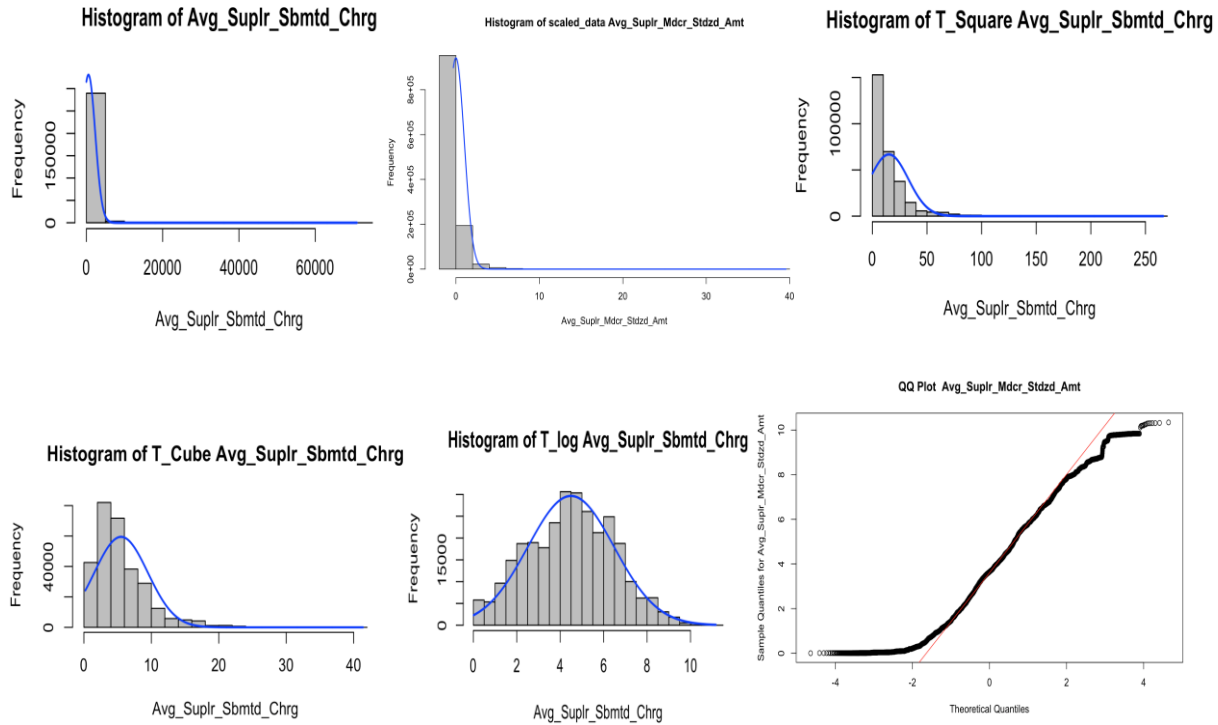 Histogram of Avg_Suplr_Sbmtd_Chrg
Frequency
0 150000
0 20000 40000 60000
Avg_Suplr_Sbmtd_Chrg
Histogram of scaled_data Avg_Suplr_Mdcr_Stdzd_Amt
Frequency
0e+00 2e+05 4e+05 6e+05 8e+05
0 10 20 30 40
Avg_Suplr_Mdcr_Stdzd_Amt
Histogram of T_Square Avg_Suplr_Sbmtd_Chrg
Frequency
0 100000
0 50 100 150 200 250
Avg_Suplr_Sbmtd_Chrg
Histogram of T_Cube Avg_Suplr_Sbmtd_Chrg
Frequency
0 40000
0 10 20 30 40
Avg_Suplr_Sbmtd_Chrg
Histogram of T_log Avg_Suplr_Sbmtd_Chrg
Frequency
0 15000
0 2 4 6 8 10
Avg_Suplr_Sbmtd_Chrg
QQ Plot Avg_Suplr_Mdcr_Stdzd_Amt
Sample Quantiles for Avg_Suplr_Mdcr_Stdzd_Amt
0 2 4 6 8 10
-4 -2 0 2 4
Theoretical Quantiles